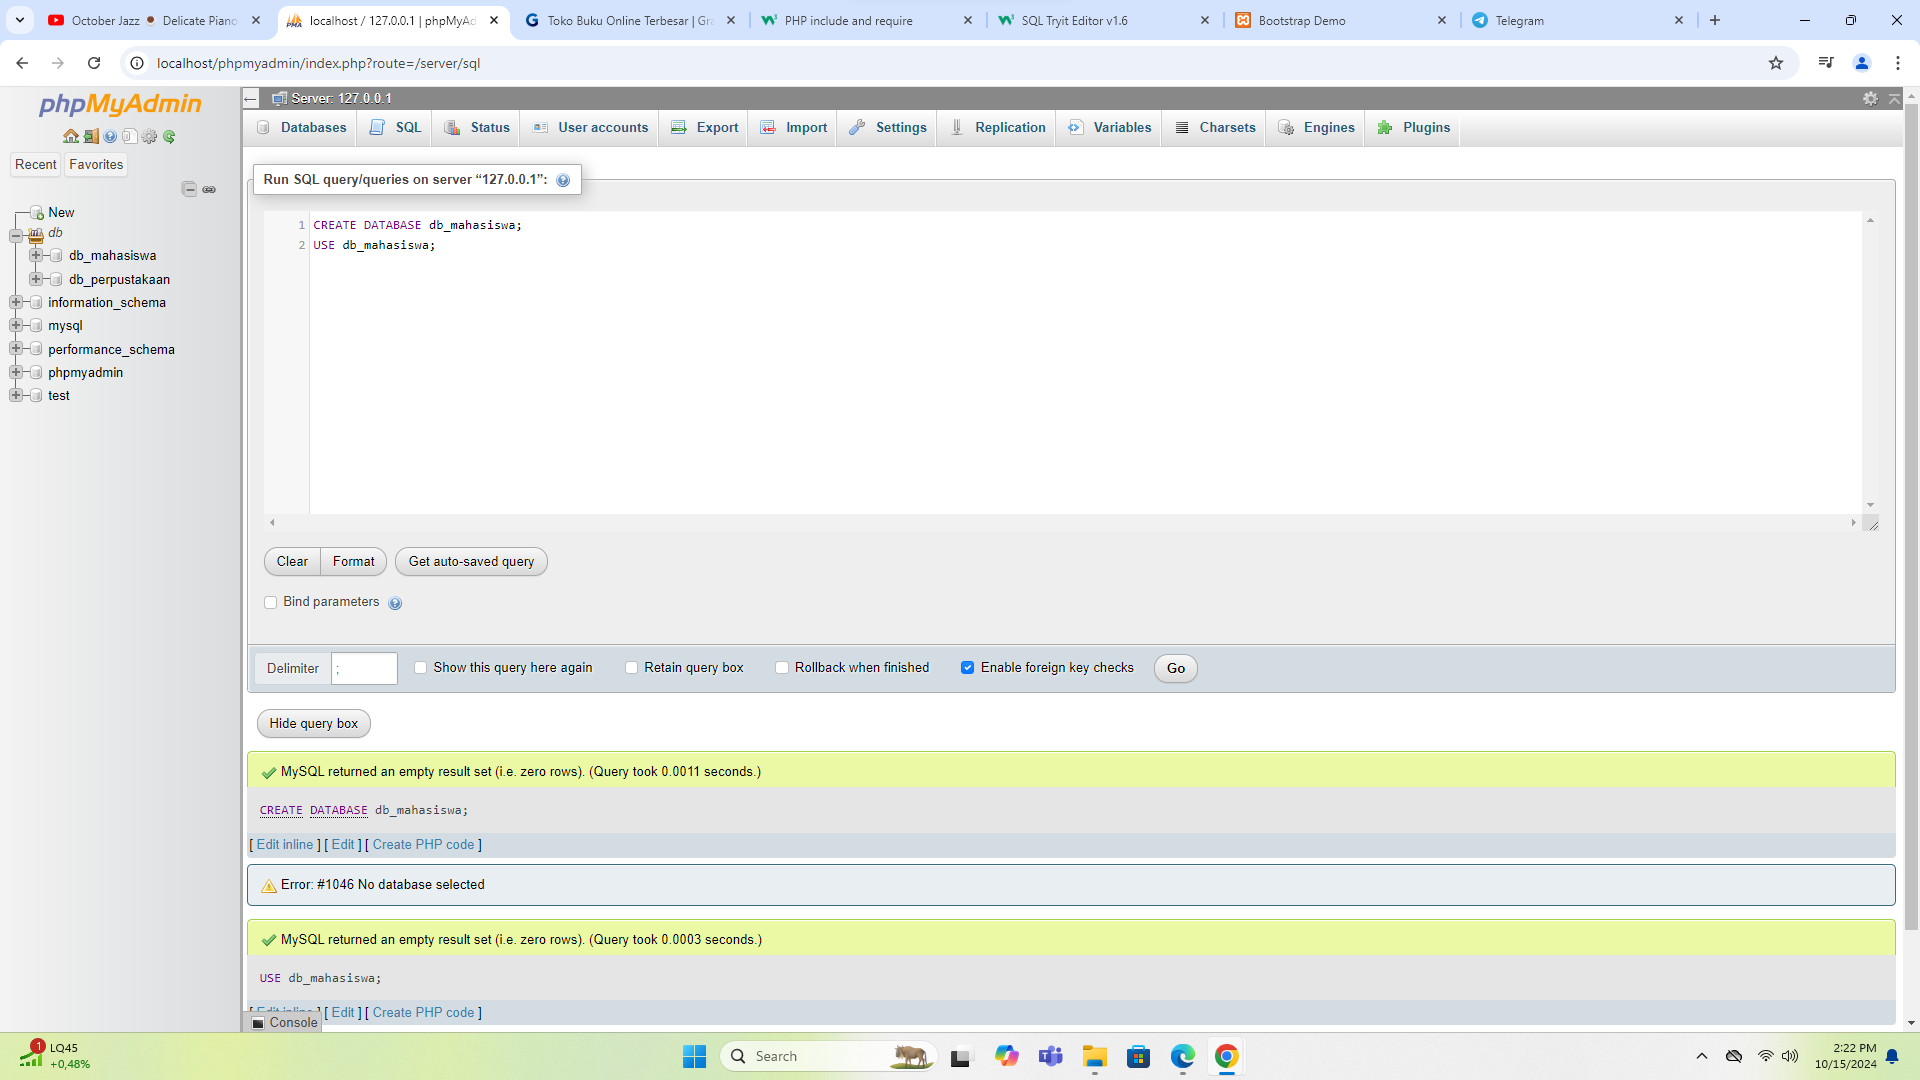 October Jazz ● Delicate Piano
localhost / 127.0.0.1 | phpMyAd
Toko Buku Online Terbesar | Gra
PHP include and require
SQL Tryit Editor v1.6
Bootstrap Demo
Telegram
localhost/phpmyadmin/index.php?route=/server/sql
phpMyAdmin
Recent
Favorites
New
db
db_mahasiswa
db_perpustakaan
information_schema
mysql
performance_schema
phpmyadmin
test
Server: 127.0.0.1
Databases
SQL
Status
User accounts
Export
Import
Settings
Replication
Variables
Charsets
Engines
Plugins
Run SQL query/queries on server “127.0.0.1”:
1 CREATE DATABASE db_mahasiswa;
2 USE db_mahasiswa;
Clear
Format
Get auto-saved query
Bind parameters
Delimiter
;
Show this query here again
Retain query box
Rollback when finished
Enable foreign key checks
Go
Hide query box
MySQL returned an empty result set (i.e. zero rows). (Query took 0.0011 seconds.)
CREATE DATABASE db_mahasiswa;
[ Edit inline ] [ Edit ] [ Create PHP code ]
Error: #1046 No database selected
MySQL returned an empty result set (i.e. zero rows). (Query took 0.0003 seconds.)
USE db_mahasiswa;
[ Edit inline ] [ Edit ] [ Create PHP code ]
Console
1
LQ45
+0,48%
Search
2:22 PM
10/15/2024